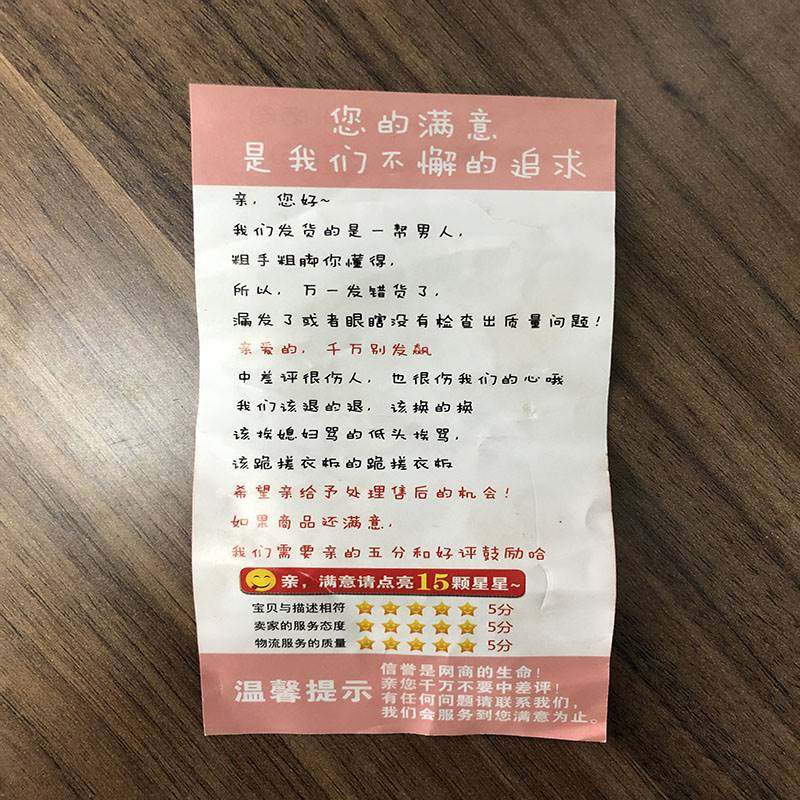 您的满意
是我们不懈的追求
亲，您好~
我们发货的是一帮男人，
粗手粗脚你懂得，
所以，万一发错货了，
漏发了或者眼瞎没有检查出质量问题！
亲爱的，千万别发飙
中差评很伤人，也很伤我们的心哦
我们该退的退，该换的换
该挨媳妇骂的低头挨骂，
该跪搓衣板的跪搓衣板
希望亲给予处理售后的机会！
如果商品还满意，
我们需要亲的五分和好评鼓励哈
亲，满意请点亮15颗星星~
宝贝与描述相符 5分
卖家的服务态度 5分
物流服务的质量 5分
温馨提示
信誉是网商的生命！
亲您千万不要中差评！
有任何问题请联系我们，
我们会服务到您满意为止。